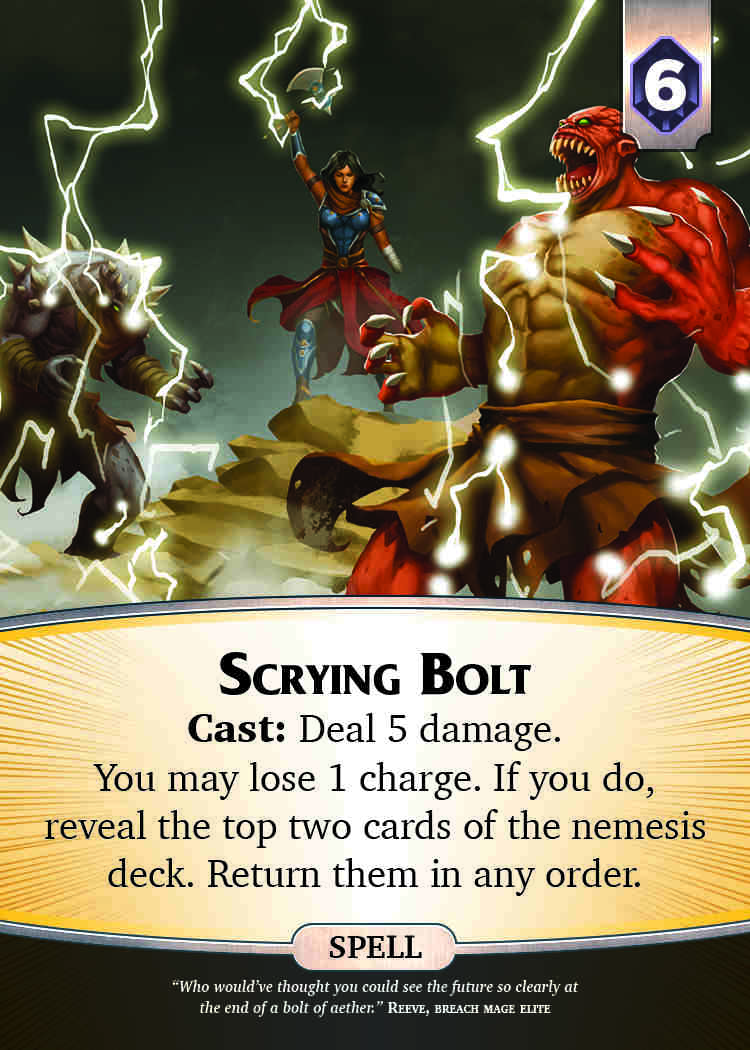 6
Scrying Bolt
Cast: Deal 5 damage.
You may lose 1 charge. If you do,
reveal the top two cards of the nemesis
deck. Return them in any order.
SPELL
“Who would’ve thought you could see the future so clearly at
the end of a bolt of aether.” Reeve, breach mage elite